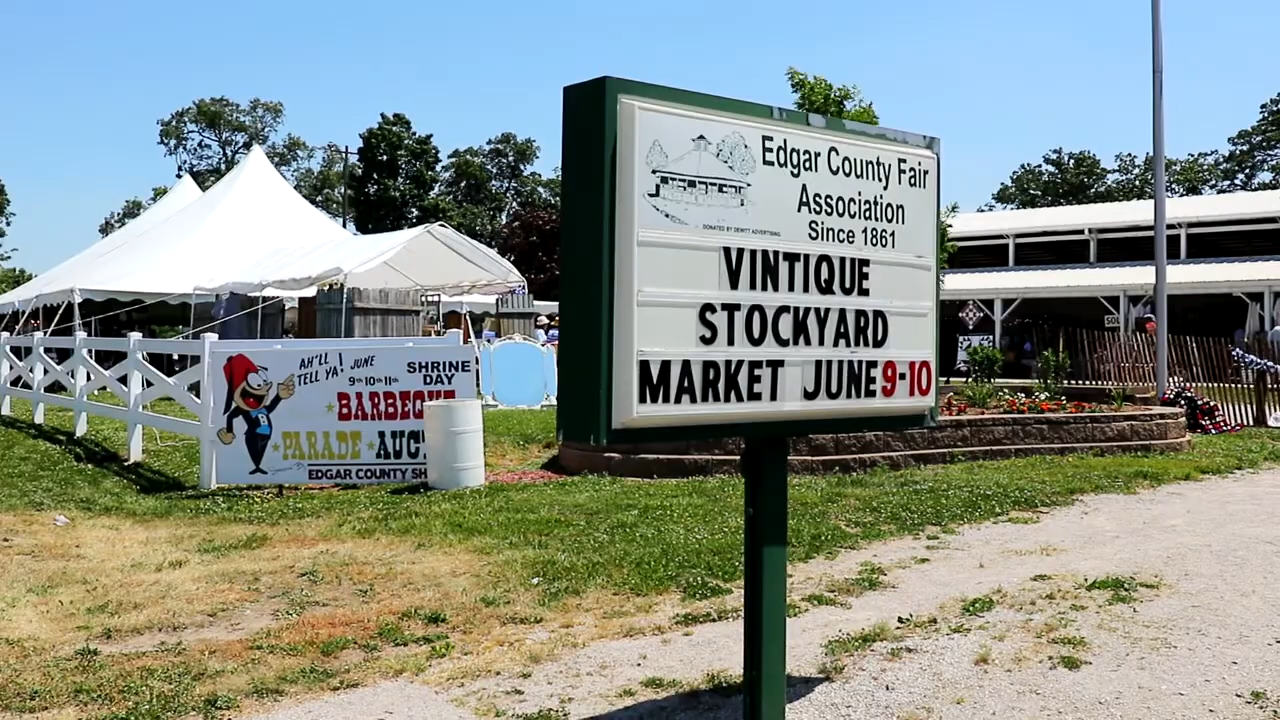 Edgar County Fair
Association
Since 1861
DONATED BY DEWITT ADVERTISING
VINTIQUE
STOCKYARD
MARKET JUNE 9-10
AH'LL
TELL YA!
JUNE
9th 10th 11th
SHRINE
DAY
BARBEQUE
PARADE AUC
EDGAR COUNTY SH